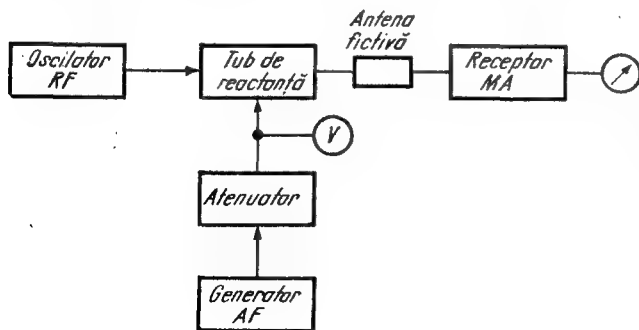 Oscilator
RF
Tub de
reactanță
Antena
fictivă
Receptor
MA
V
Atenuator
Generator
AF